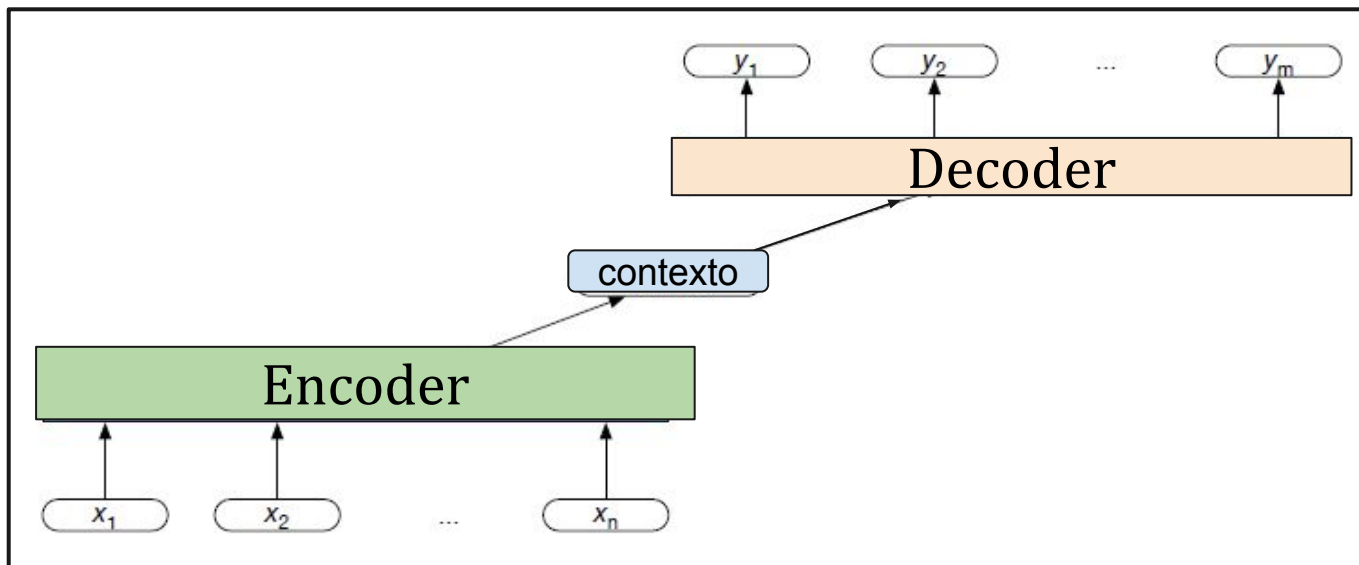 y1 y2 ... ym
Decoder
contexto
Encoder
x1 x2 ... xn